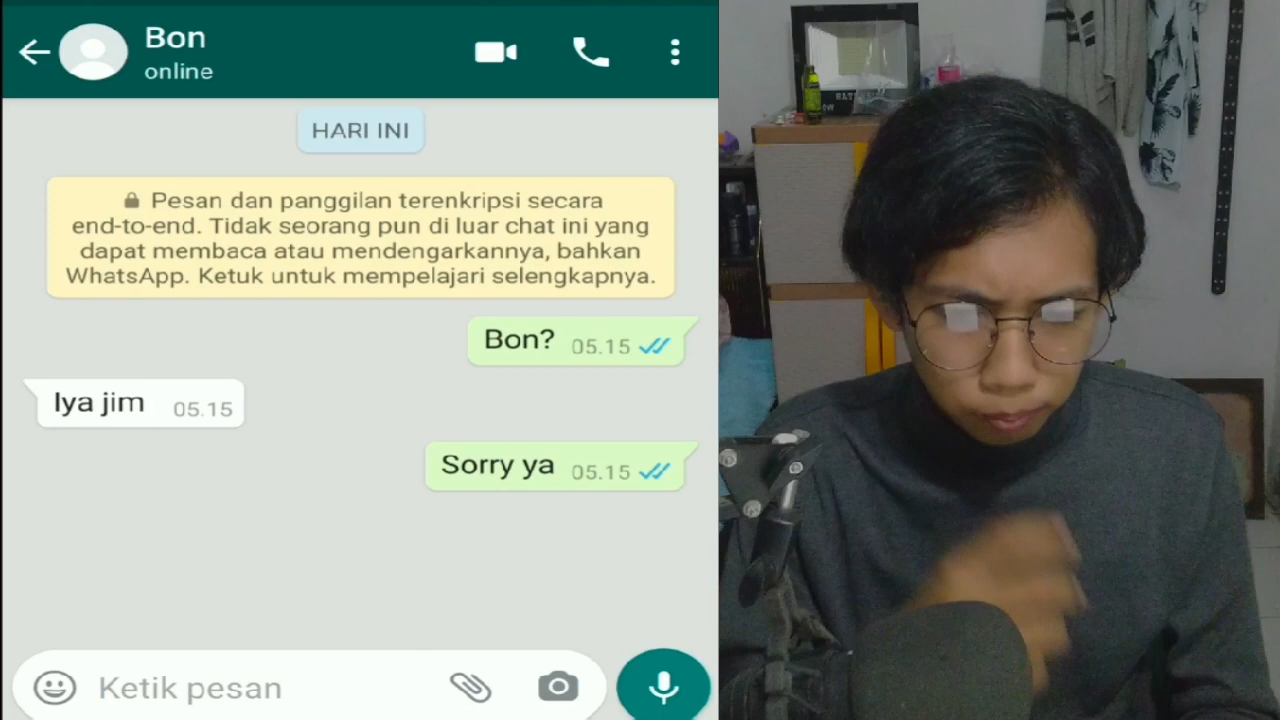 Bon
online
HARI INI
Pesan dan panggilan terenkripsi secara
end-to-end. Tidak seorang pun di luar chat ini yang
dapat membaca atau mendengarkannya, bahkan
WhatsApp. Ketuk untuk mempelajari selengkapnya.
Bon? 05.15
Iya jim 05.15
Sorry ya 05.15
Ketik pesan